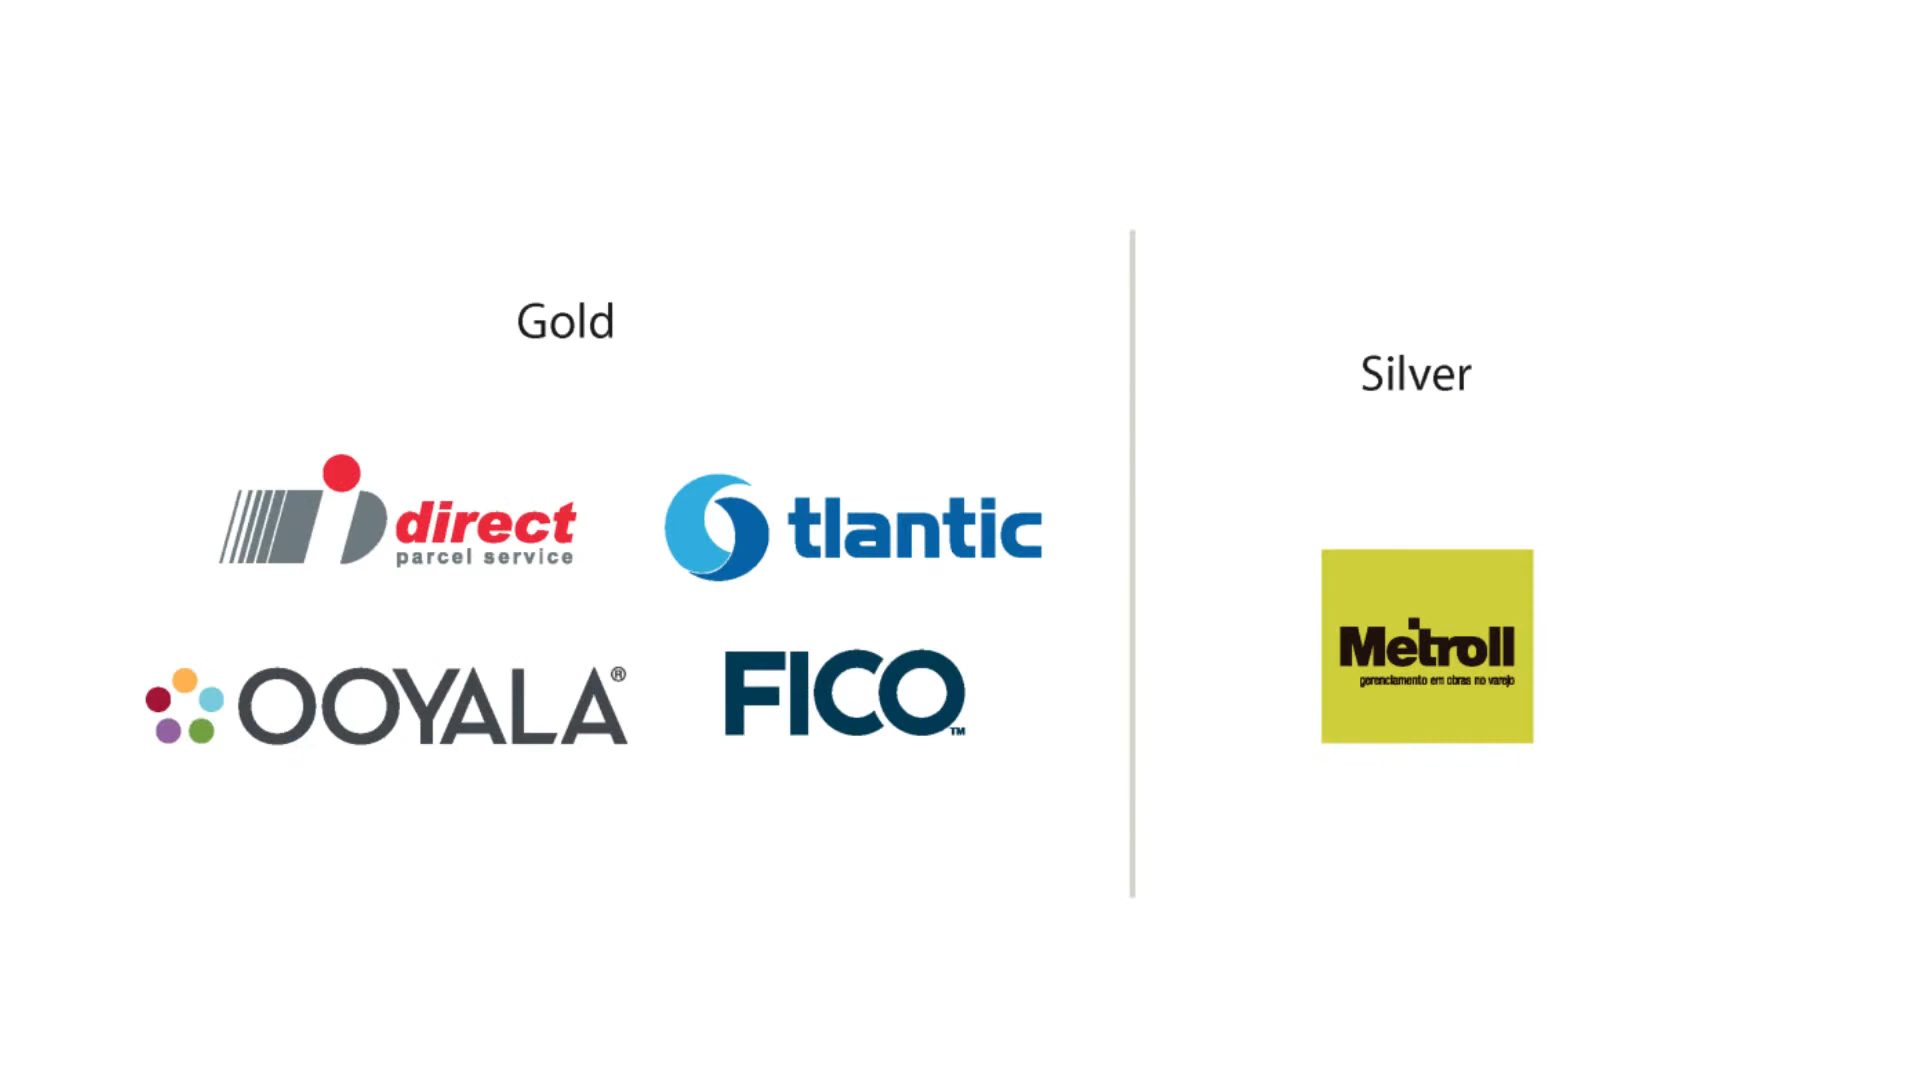 Gold
Silver
direct
parcel service
tlantic
OOYALA®
FICO™
Metroll
gerenciamento em obras no varejo